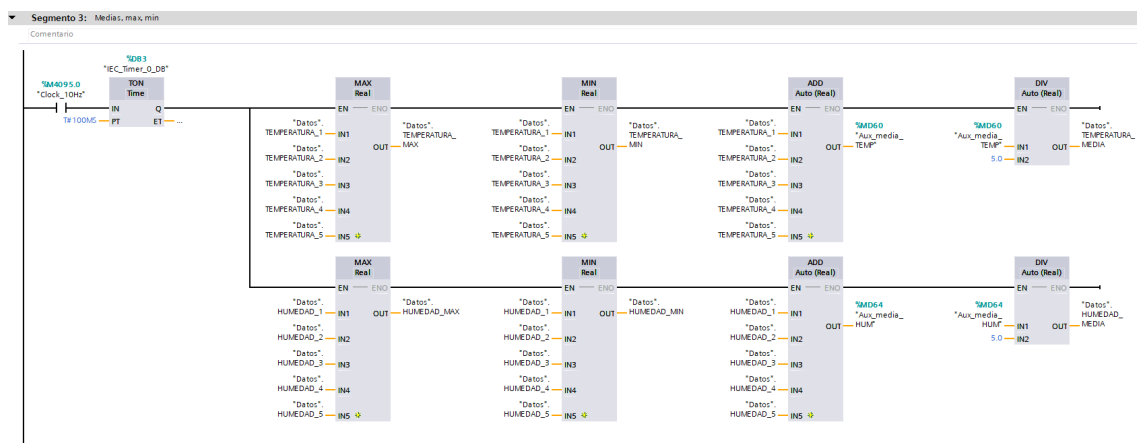 Segmento 3: Medias, max, min
Comentario
%DB3
"IEC_Timer_0_DB"
%M4095.0
"Clock_10Hz"
TON
Time
IN Q
T#100MS PT ET ...
MAX
Real
EN ENO
"Datos".
TEMPERATURA_1 IN1
"Datos".
TEMPERATURA_2 IN2
"Datos".
TEMPERATURA_3 IN3
"Datos".
TEMPERATURA_4 IN4
"Datos".
TEMPERATURA_5 IN5
OUT
"Datos".
TEMPERATURA_
MAX
MIN
Real
EN ENO
"Datos".
TEMPERATURA_1 IN1
"Datos".
TEMPERATURA_2 IN2
"Datos".
TEMPERATURA_3 IN3
"Datos".
TEMPERATURA_4 IN4
"Datos".
TEMPERATURA_5 IN5
OUT
"Datos".
TEMPERATURA_
MIN
ADD
Auto (Real)
EN ENO
"Datos".
TEMPERATURA_1 IN1
"Datos".
TEMPERATURA_2 IN2
"Datos".
TEMPERATURA_3 IN3
"Datos".
TEMPERATURA_4 IN4
"Datos".
TEMPERATURA_5 IN5
OUT
%MD60
"Aux_media_
TEMP"
DIV
Auto (Real)
EN ENO
%MD60
"Aux_media_
TEMP" IN1
5.0 IN2
OUT
"Datos".
TEMPERATURA_
MEDIA
MAX
Real
EN ENO
"Datos".
HUMEDAD_1 IN1
"Datos".
HUMEDAD_2 IN2
"Datos".
HUMEDAD_3 IN3
"Datos".
HUMEDAD_4 IN4
"Datos".
HUMEDAD_5 IN5
"Datos".
OUT HUMEDAD_MAX
MIN
Real
EN ENO
"Datos".
HUMEDAD_1 IN1
"Datos".
HUMEDAD_2 IN2
"Datos".
HUMEDAD_3 IN3
"Datos".
HUMEDAD_4 IN4
"Datos".
HUMEDAD_5 IN5
"Datos".
OUT HUMEDAD_MIN
ADD
Auto (Real)
EN ENO
"Datos".
HUMEDAD_1 IN1
"Datos".
HUMEDAD_2 IN2
"Datos".
HUMEDAD_3 IN3
"Datos".
HUMEDAD_4 IN4
"Datos".
HUMEDAD_5 IN5
OUT
%MD64
"Aux_media_
HUM"
DIV
Auto (Real)
EN ENO
%MD64
"Aux_media_
HUM" IN1
5.0 IN2
OUT
"Datos".
HUMEDAD_
MEDIA